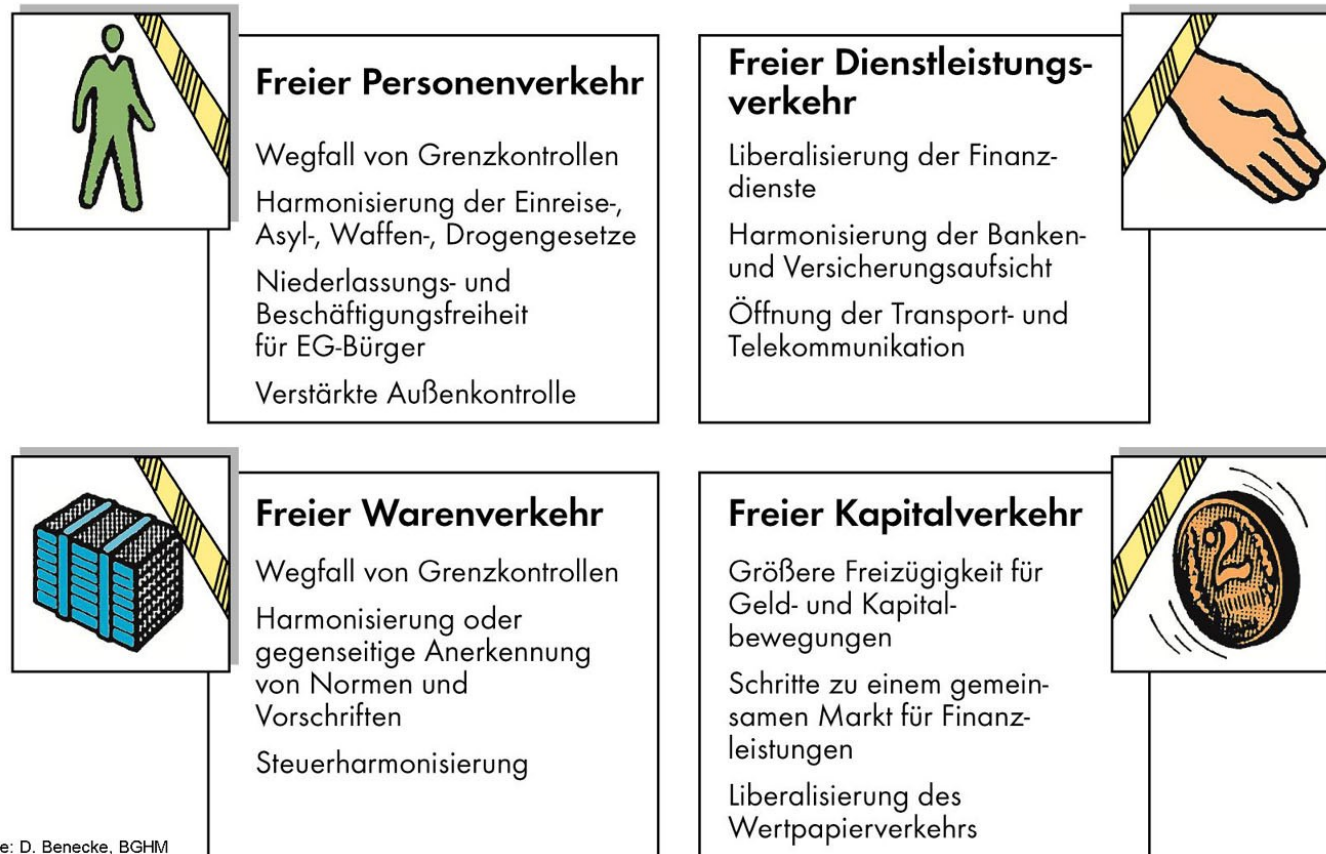 Freier Personenverkehr
Wegfall von Grenzkontrollen
Harmonisierung der Einreise-,
Asyl-, Waffen-, Drogengesetze
Niederlassungs- und
Beschäftigungsfreiheit
für EG-Bürger
Verstärkte Außenkontrolle
Freier Dienstleistungs-
verkehr
Liberalisierung der Finanz-
dienste
Harmonisierung der Banken-
und Versicherungsaufsicht
Öffnung der Transport- und
Telekommunikation
Freier Warenverkehr
Wegfall von Grenzkontrollen
Harmonisierung oder
gegenseitige Anerkennung
von Normen und
Vorschriften
Steuerharmonisierung
Freier Kapitalverkehr
Größere Freizügigkeit für
Geld- und Kapital-
bewegungen
Schritte zu einem gemein-
samen Markt für Finanz-
leistungen
Liberalisierung des
Wertpapierverkehrs
2
D. Benecke, BGHM